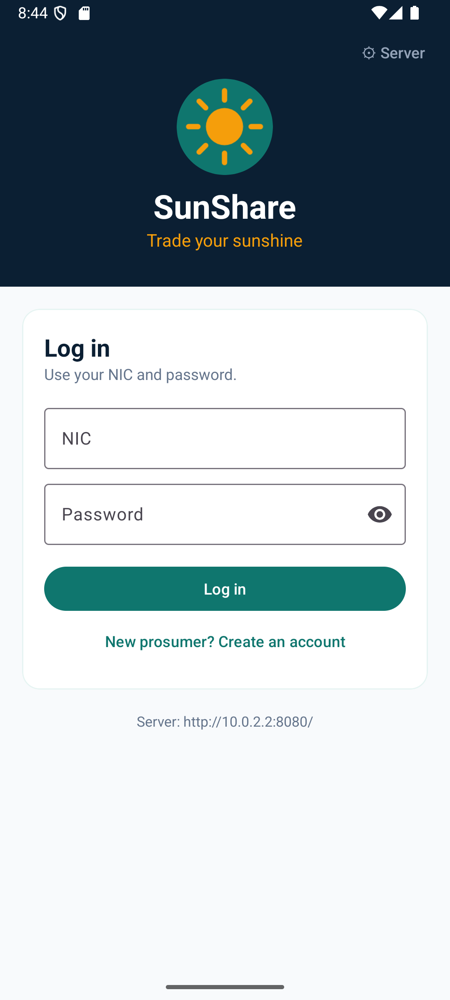 8:44
Server
SunShare
Trade your sunshine
Log in
Use your NIC and password.
NIC
Password
Log in
New prosumer? Create an account
Server: http://10.0.2.2:8080/